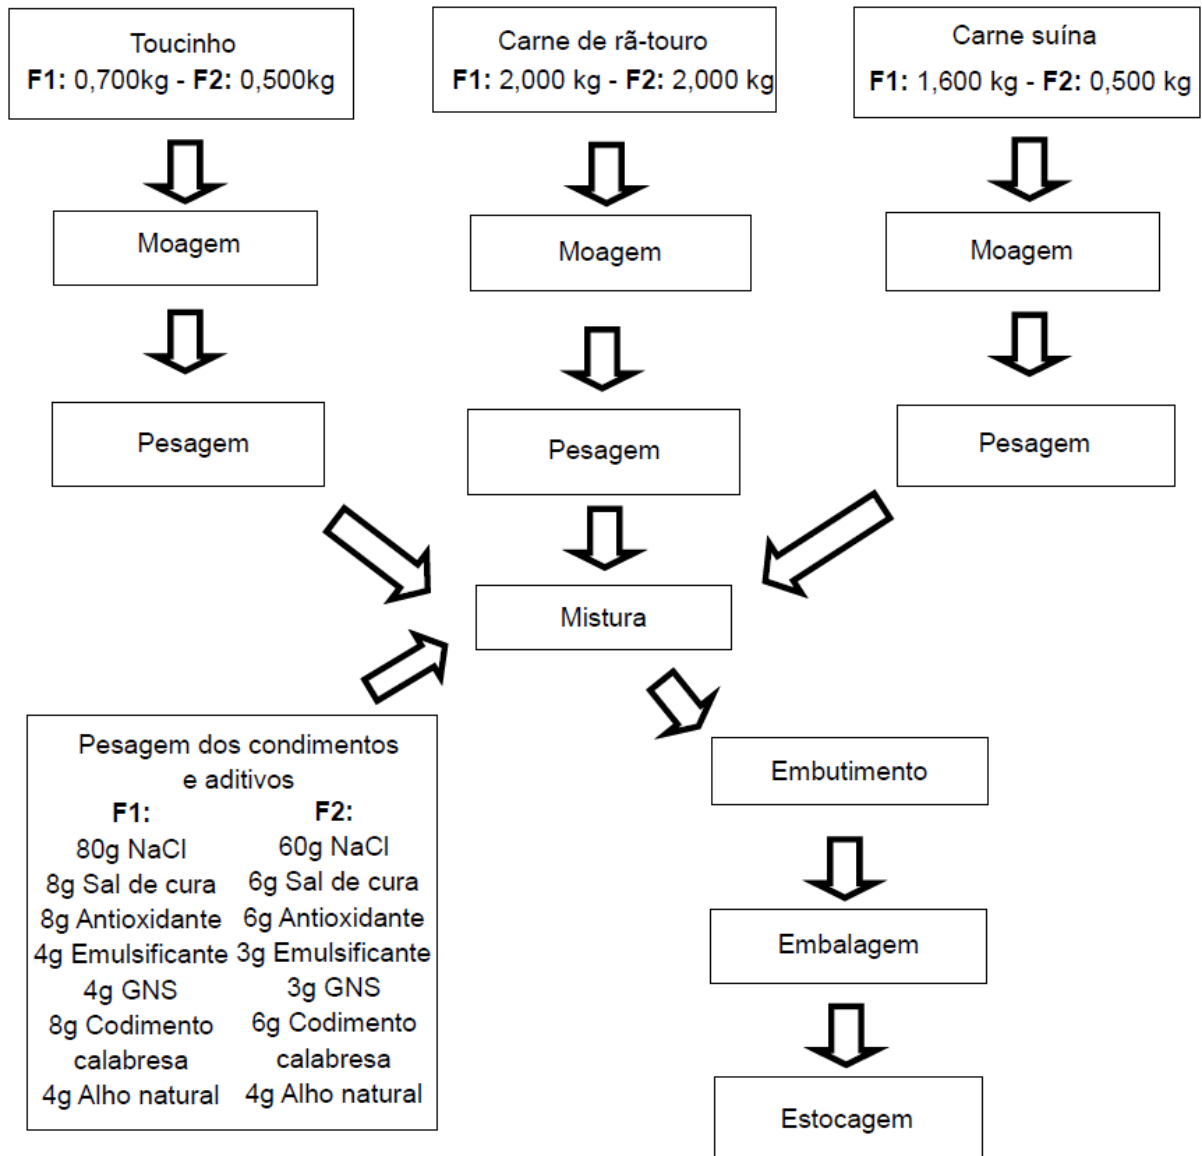 Toucinho
F1: 0,700kg - F2: 0,500kg
Carne de rã-touro
F1: 2,000 kg - F2: 2,000 kg
Carne suína
F1: 1,600 kg - F2: 0,500 kg
Moagem
Moagem
Moagem
Pesagem
Pesagem
Pesagem
Mistura
Pesagem dos condimentos
e aditivos
F1:
80g NaCl
8g Sal de cura
8g Antioxidante
4g Emulsificante
4g GNS
8g Codimento
calabresa
4g Alho natural
F2:
60g NaCl
6g Sal de cura
6g Antioxidante
3g Emulsificante
3g GNS
6g Codimento
calabresa
4g Alho natural
Embutimento
Embalagem
Estocagem